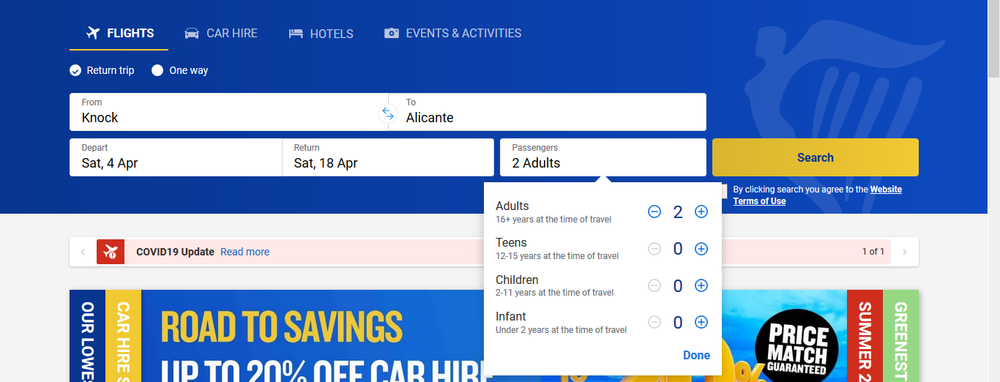 FLIGHTS CAR HIRE HOTELS EVENTS & ACTIVITIES
Return trip One way
From To
Knock Alicante
Depart Return Passengers
Sat, 4 Apr Sat, 18 Apr 2 Adults Search
By clicking search you agree to the Website
Terms of Use
Adults
16+ years at the time of travel
2
Teens
12-15 years at the time of travel
0
Children
2-11 years at the time of travel
0
Infant
Under 2 years at the time of travel
0
Done
COVID19 Update Read more 1 of 1
OUR LOWES
CAR HIRE S
ROAD TO SAVINGS
UP TO 20% OFF CAR HIRE
%
PRICE
MATCH
GUARANTEED
SUMMER 2
GREENEST